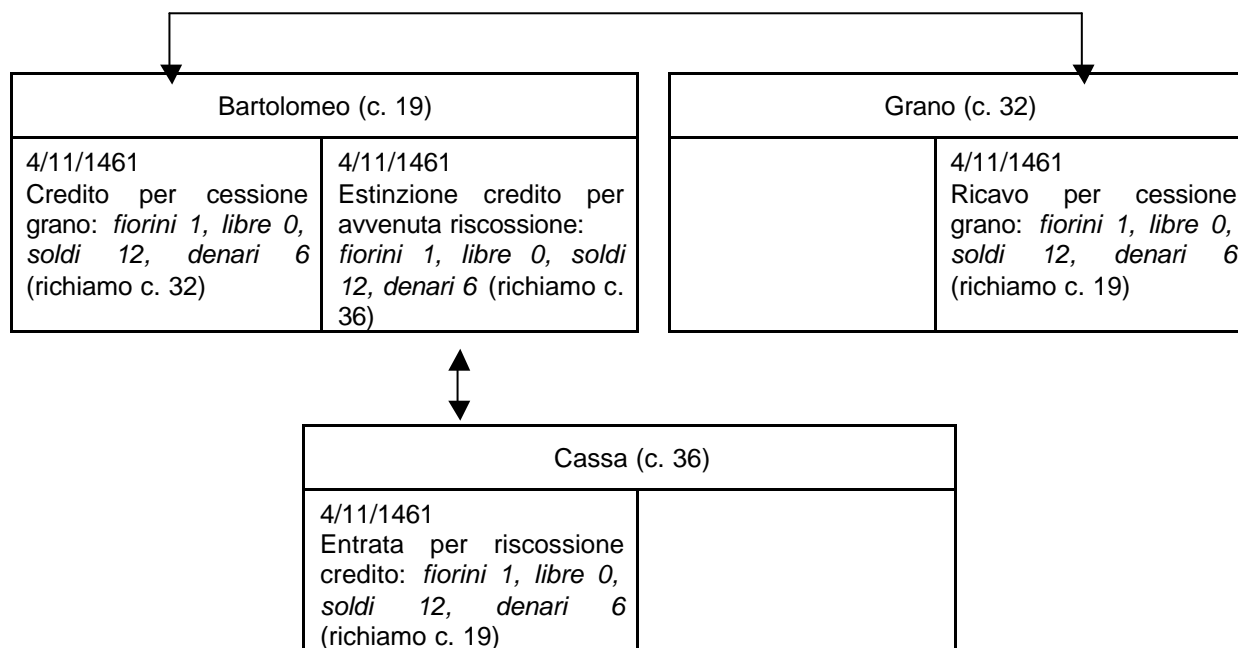 Bartolomeo (c. 19)
4/11/1461
Credito per cessione
grano: fiorini 1, libre 0,
soldi 12, denari 6
(richiamo c. 32)
4/11/1461
Estinzione credito per
avvenuta riscossione:
fiorini 1, libre 0, soldi
12, denari 6 (richiamo c.
36)
Grano (c. 32)
4/11/1461
Ricavo per cessione
grano: fiorini 1, libre 0,
soldi 12, denari 6
(richiamo c. 19)
Cassa (c. 36)
4/11/1461
Entrata per riscossione
credito: fiorini 1, libre 0,
soldi 12, denari 6
(richiamo c. 19)